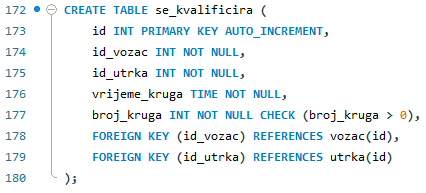 172 CREATE TABLE se_kvalificira (
173 id INT PRIMARY KEY AUTO_INCREMENT,
174 id_vozac INT NOT NULL,
175 id_utrka INT NOT NULL,
176 vrijeme_kruga TIME NOT NULL,
177 broj_kruga INT NOT NULL CHECK (broj_kruga > 0),
178 FOREIGN KEY (id_vozac) REFERENCES vozac(id),
179 FOREIGN KEY (id_utrka) REFERENCES utrka(id)
180 );